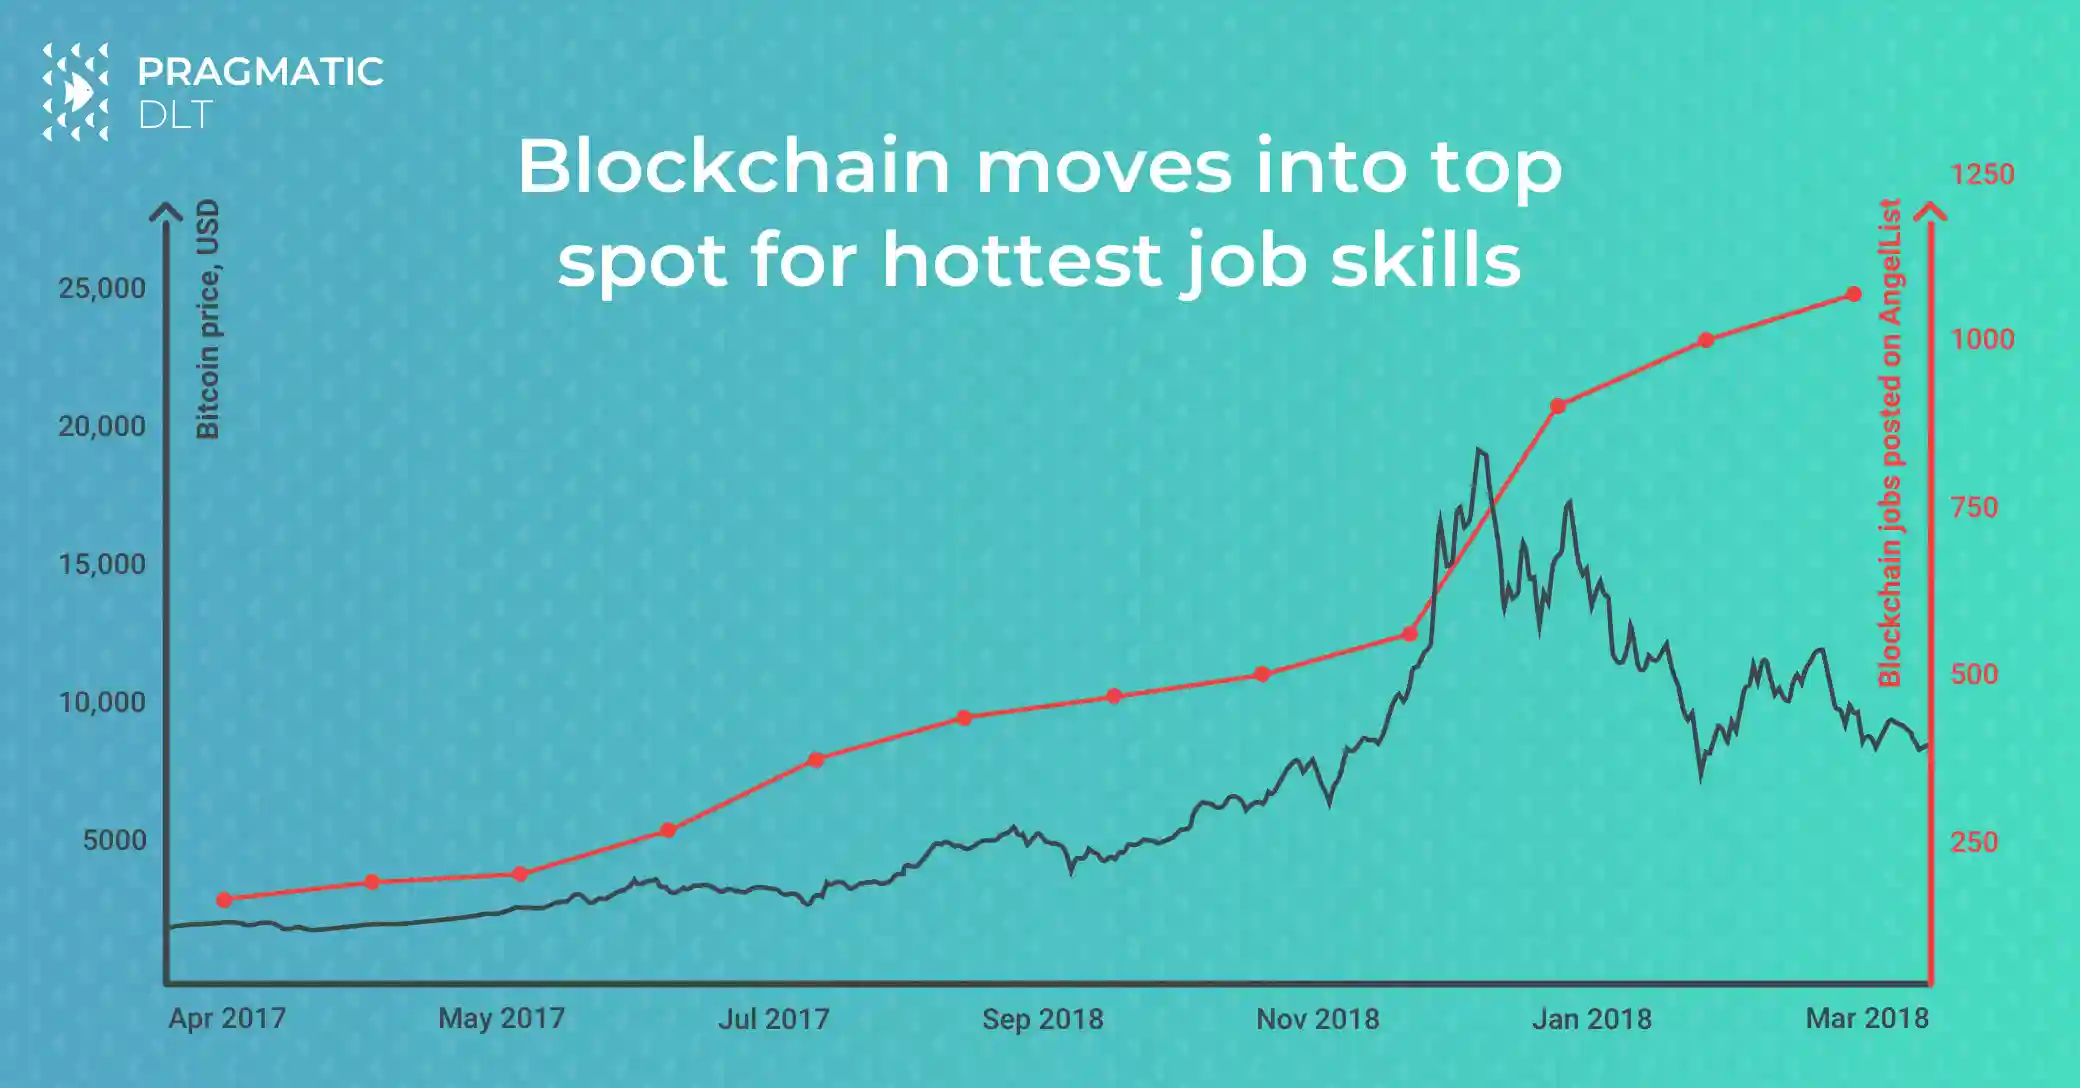 PRAGMATIC
DLT
Blockchain moves into top
spot for hottest job skills
Bitcoin price, USD
25,000
20,000
15,000
10,000
5000
Blockchain jobs posted on AngelList
1250
1000
750
500
250
Apr 2017
May 2017
Jul 2017
Sep 2018
Nov 2018
Jan 2018
Mar 2018